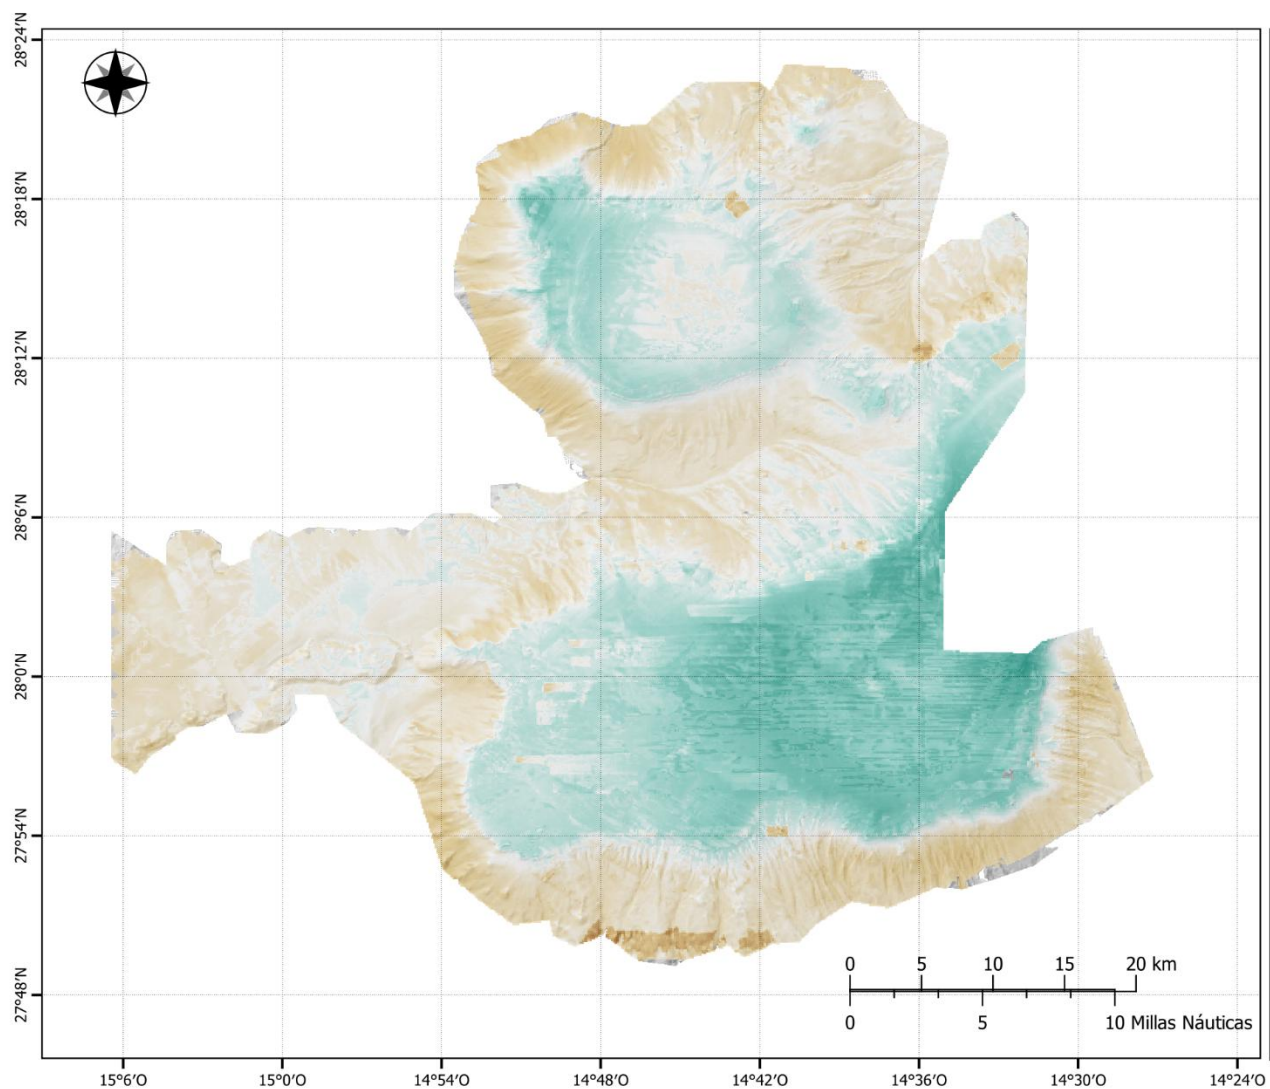 28°24′N
28°18′N
28°12′N
28°6′N
28°0′N
27°54′N
27°48′N
0 5 10 15 20 km
0 5 10 Millas Náuticas
15°6′O 15°0′O 14°54′O 14°48′O 14°42′O 14°36′O 14°30′O 14°24′O